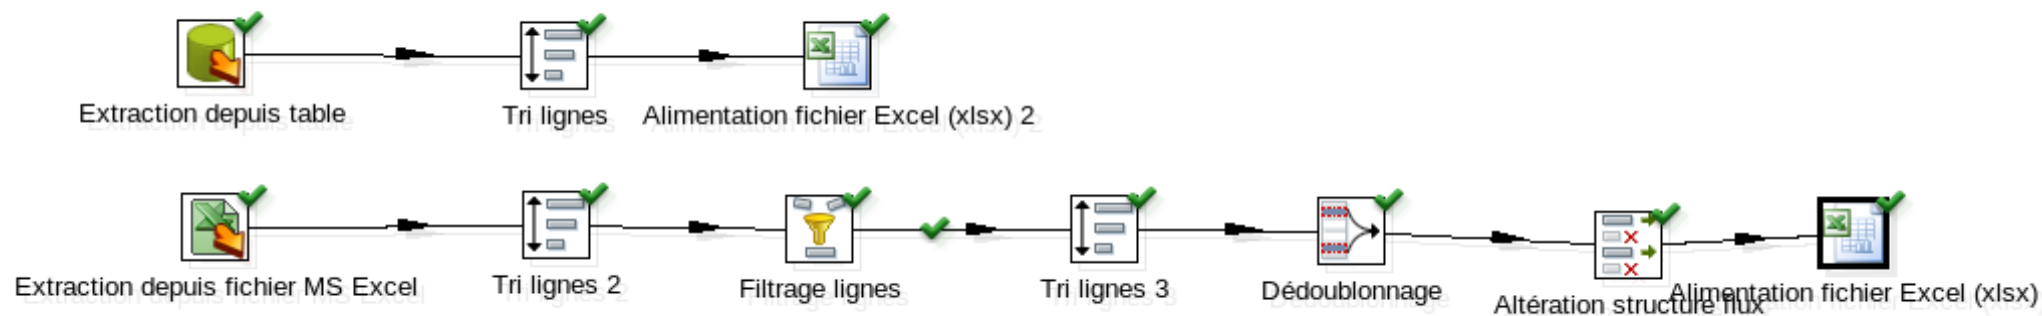 Extraction depuis table
Tri lignes
Alimentation fichier Excel (xlsx) 2
Extraction depuis fichier MS Excel
Tri lignes 2
Filtrage lignes
Tri lignes 3
Dédoublonnage
Altération structure flux
Alimentation fichier Excel (xlsx)